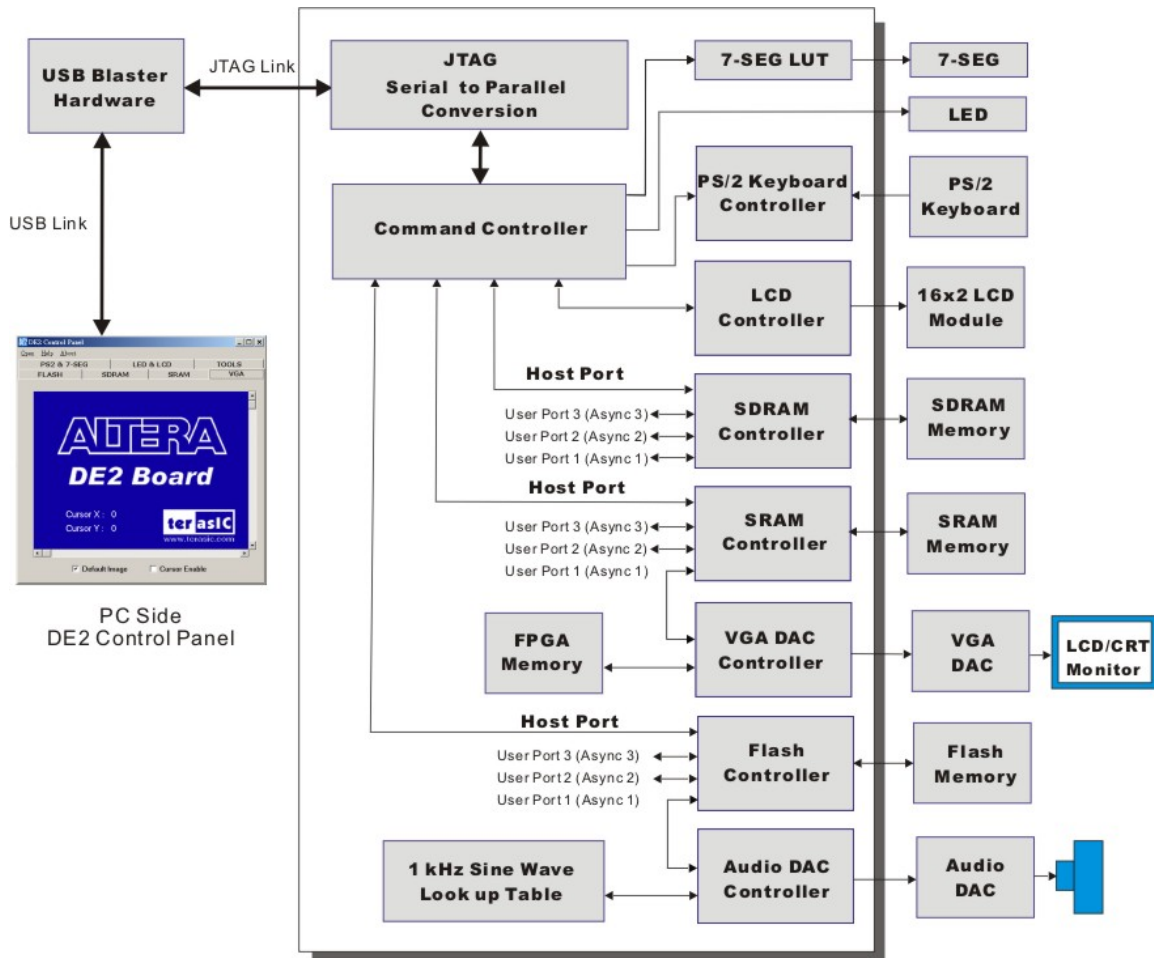 USB Blaster
Hardware
JTAG Link
JTAG
Serial to Parallel
Conversion
7-SEG LUT
7-SEG
LED
PS/2 Keyboard
Controller
PS/2
Keyboard
USB Link
Command Controller
LCD
Controller
16x2 LCD
Module
DE2 Control Panel
Open Help About
PS2 & 7-SEG
LED & LCD
TOOLS
FLASH
SDRAM
SRAM
VGA
ALTERA
DE2 Board
Cursor X : 0
Cursor Y : 0
terasIC
www.terasic.com
Default Image
Cursor Enable
PC Side
DE2 Control Panel
Host Port
User Port 3 (Async 3)
User Port 2 (Async 2)
User Port 1 (Async 1)
SDRAM
Controller
SDRAM
Memory
Host Port
User Port 3 (Async 3)
User Port 2 (Async 2)
User Port 1 (Async 1)
SRAM
Controller
SRAM
Memory
FPGA
Memory
VGA DAC
Controller
VGA
DAC
LCD/CRT
Monitor
Host Port
User Port 3 (Async 3)
User Port 2 (Async 2)
User Port 1 (Async 1)
Flash
Controller
Flash
Memory
1 kHz Sine Wave
Look up Table
Audio DAC
Controller
Audio
DAC